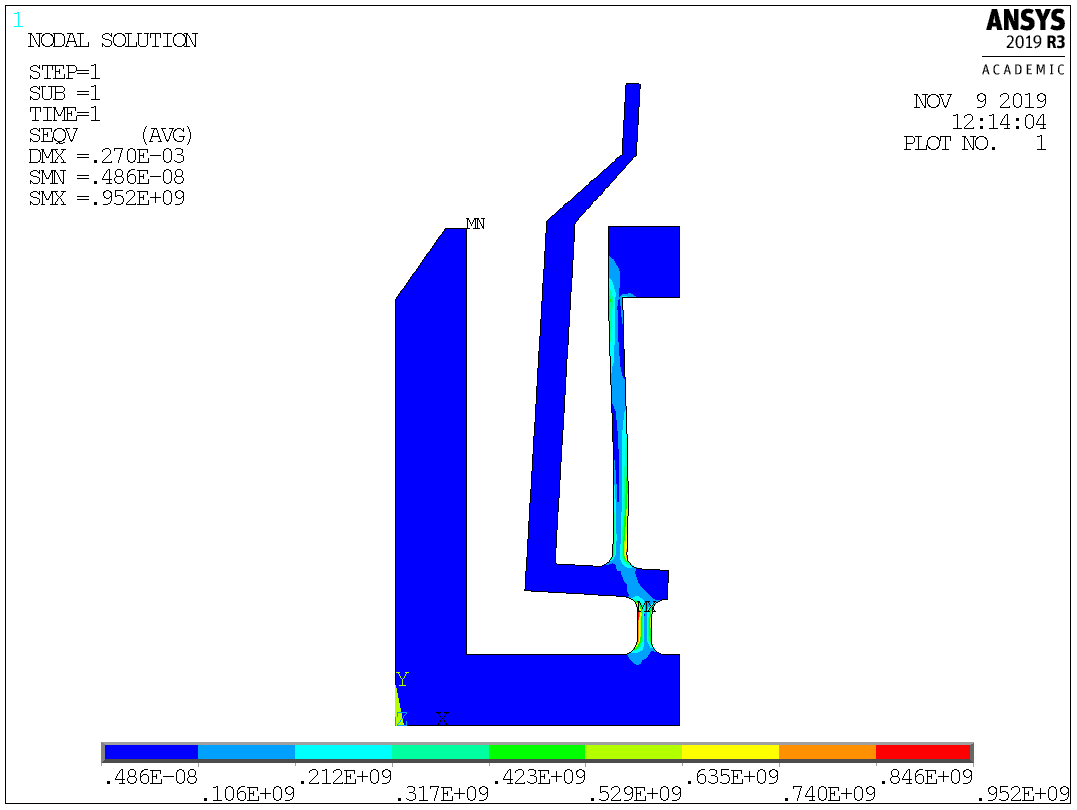 1
NODAL SOLUTION
STEP=1
SUB =1
TIME=1
SEQV (AVG)
DMX =.270E-03
SMN =.486E-08
SMX =.952E+09
ANSYS
2019 R3
ACADEMIC
NOV 9 2019
12:14:04
PLOT NO. 1
MN
MX
Y
Z X
.486E-08 .212E+09 .423E+09 .635E+09 .846E+09
.106E+09 .317E+09 .529E+09 .740E+09 .952E+09